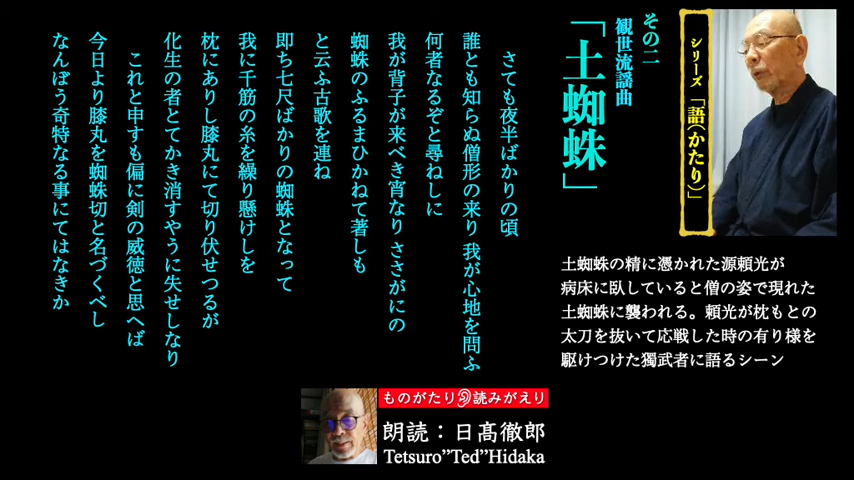 シリーズ「語(かたり)」
その二
観世流謡曲
「土蜘蛛」
さても夜半ばかりの頃
誰とも知らぬ僧形の来り 我が心地を問ふ
何者なるぞと尋ねしに
我が背子が来べき宵なり ささがにの
蜘蛛のふるまひかねて著しも
と云ふ古歌を連ね
即ち七尺ばかりの蜘蛛となって
我に千筋の糸を繰り懸けしを
枕にありし膝丸にて切り伏せつるが
化生の者とてかき消すやうに失せしなり
これと申すも偏に剣の威徳と思へば
今日より膝丸を蜘蛛切と名づくべし
なんぼう奇特なる事にてはなきか
土蜘蛛の精に憑かれた源頼光が
病床に臥していると僧の姿で現れた
土蜘蛛に襲われる。頼光が枕もとの
太刀を抜いて応戦した時の有り様を
駆けつけた獨武者に語るシーン
ものがたり読みがえり
朗読：日髙徹郎
Tetsuro”Ted”Hidaka